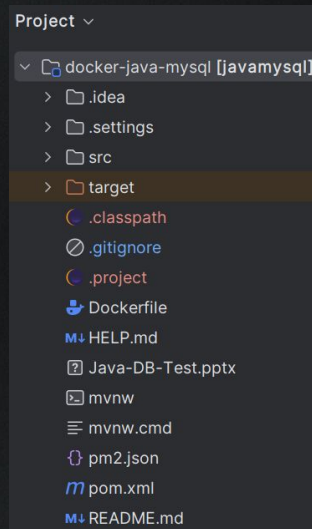 Project
docker-java-mysql [javamysql]
.idea
.settings
src
target
.classpath
.gitignore
.project
Dockerfile
M↓ HELP.md
? Java-DB-Test.pptx
mvnw
mvnw.cmd
{} pm2.json
m pom.xml
M↓ README.md